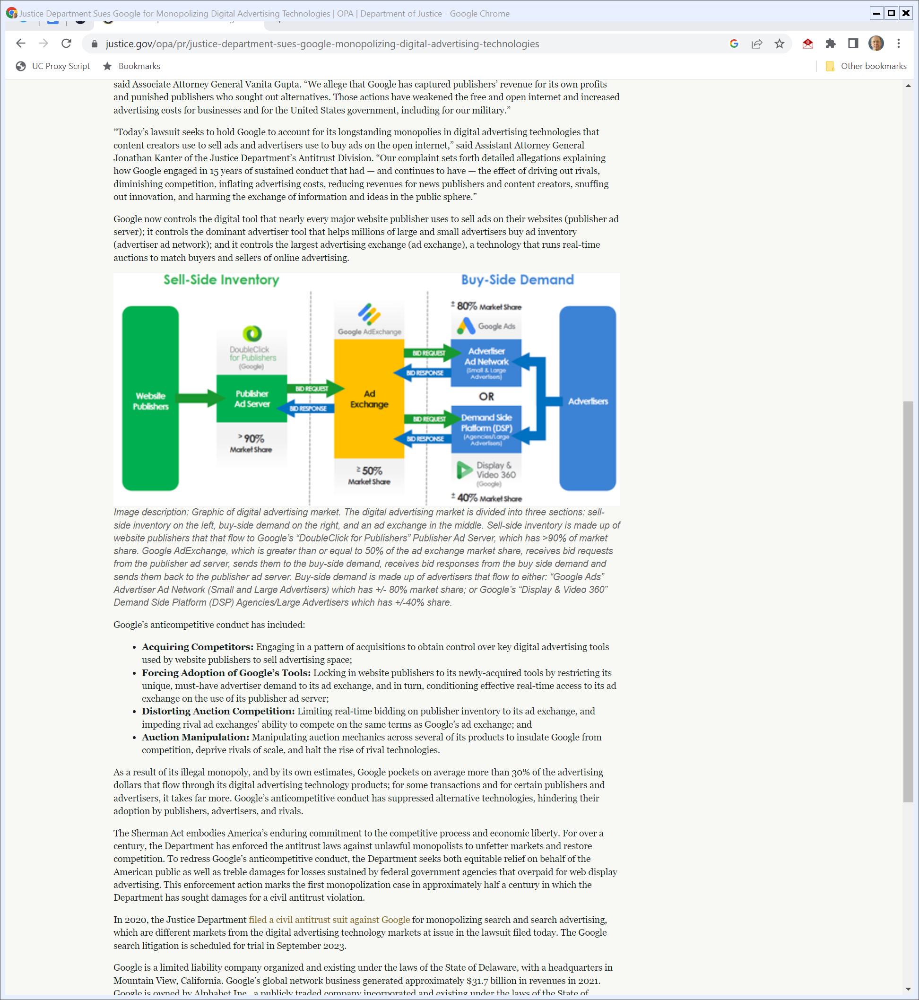 Justice Department Sues Google for Monopolizing Digital Advertising Technologies | OPA | Department of Justice - Google Chrome
justice.gov/opa/pr/justice-department-sues-google-monopolizing-digital-advertising-technologies
UC Proxy Script
Bookmarks
Other bookmarks
said Associate Attorney General Vanita Gupta. “We allege that Google has captured publishers’ revenue for its own profits
and punished publishers who sought out alternatives. Those actions have weakened the free and open internet and increased
advertising costs for businesses and for the United States government, including for our military.”
“Today’s lawsuit seeks to hold Google to account for its longstanding monopolies in digital advertising technologies that
content creators use to sell ads and advertisers use to buy ads on the open internet,” said Assistant Attorney General
Jonathan Kanter of the Justice Department’s Antitrust Division. “Our complaint sets forth detailed allegations explaining
how Google engaged in 15 years of sustained conduct that had — and continues to have — the effect of driving out rivals,
diminishing competition, inflating advertising costs, reducing revenues for news publishers and content creators, snuffing
out innovation, and harming the exchange of information and ideas in the public sphere.”
Google now controls the digital tool that nearly every major website publisher uses to sell ads on their websites (publisher ad
server); it controls the dominant advertiser tool that helps millions of large and small advertisers buy ad inventory
(advertiser ad network); and it controls the largest advertising exchange (ad exchange), a technology that runs real-time
auctions to match buyers and sellers of online advertising.
Sell-Side Inventory
Buy-Side Demand
Website
Publishers
DoubleClick
for Publishers
(Google)
Publisher
Ad Server
> 90%
Market Share
BID REQUEST
BID RESPONSE
Google AdExchange
Ad
Exchange
≥ 50%
Market Share
BID REQUEST
BID RESPONSE
BID REQUEST
BID RESPONSE
± 80% Market Share
Google Ads
Advertiser
Ad Network
(Small & Large
Advertisers)
OR
Demand Side
Platform (DSP)
(Agencies/Large
Advertisers)
Display &
Video 360
(Google)
± 40% Market Share
Advertisers
Image description: Graphic of digital advertising market. The digital advertising market is divided into three sections: sell-
side inventory on the left, buy-side demand on the right, and an ad exchange in the middle. Sell-side inventory is made up of
website publishers that that flow to Google’s “DoubleClick for Publishers” Publisher Ad Server, which has >90% of market
share. Google AdExchange, which is greater than or equal to 50% of the ad exchange market share, receives bid requests
from the publisher ad server, sends them to the buy-side demand, receives bid responses from the buy side demand and
sends them back to the publisher ad server. Buy-side demand is made up of advertisers that flow to either: “Google Ads”
Advertiser Ad Network (Small and Large Advertisers) which has +/- 80% market share; or Google’s “Display & Video 360”
Demand Side Platform (DSP) Agencies/Large Advertisers which has +/-40% share.
Google’s anticompetitive conduct has included:
• Acquiring Competitors: Engaging in a pattern of acquisitions to obtain control over key digital advertising tools
used by website publishers to sell advertising space;
• Forcing Adoption of Google’s Tools: Locking in website publishers to its newly-acquired tools by restricting its
unique, must-have advertiser demand to its ad exchange, and in turn, conditioning effective real-time access to its ad
exchange on the use of its publisher ad server;
• Distorting Auction Competition: Limiting real-time bidding on publisher inventory to its ad exchange, and
impeding rival ad exchanges’ ability to compete on the same terms as Google’s ad exchange; and
• Auction Manipulation: Manipulating auction mechanics across several of its products to insulate Google from
competition, deprive rivals of scale, and halt the rise of rival technologies.
As a result of its illegal monopoly, and by its own estimates, Google pockets on average more than 30% of the advertising
dollars that flow through its digital advertising technology products; for some transactions and for certain publishers and
advertisers, it takes far more. Google’s anticompetitive conduct has suppressed alternative technologies, hindering their
adoption by publishers, advertisers, and rivals.
The Sherman Act embodies America’s enduring commitment to the competitive process and economic liberty. For over a
century, the Department has enforced the antitrust laws against unlawful monopolists to unfetter markets and restore
competition. To redress Google’s anticompetitive conduct, the Department seeks both equitable relief on behalf of the
American public as well as treble damages for losses sustained by federal government agencies that overpaid for web display
advertising. This enforcement action marks the first monopolization case in approximately half a century in which the
Department has sought damages for a civil antitrust violation.
In 2020, the Justice Department filed a civil antitrust suit against Google for monopolizing search and search advertising,
which are different markets from the digital advertising technology markets at issue in the lawsuit filed today. The Google
search litigation is scheduled for trial in September 2023.
Google is a limited liability company organized and existing under the laws of the State of Delaware, with a headquarters in
Mountain View, California. Google’s global network business generated approximately $31.7 billion in revenues in 2021.
Google is owned by Alphabet Inc., a publicly traded company incorporated and existing under the laws of the State of